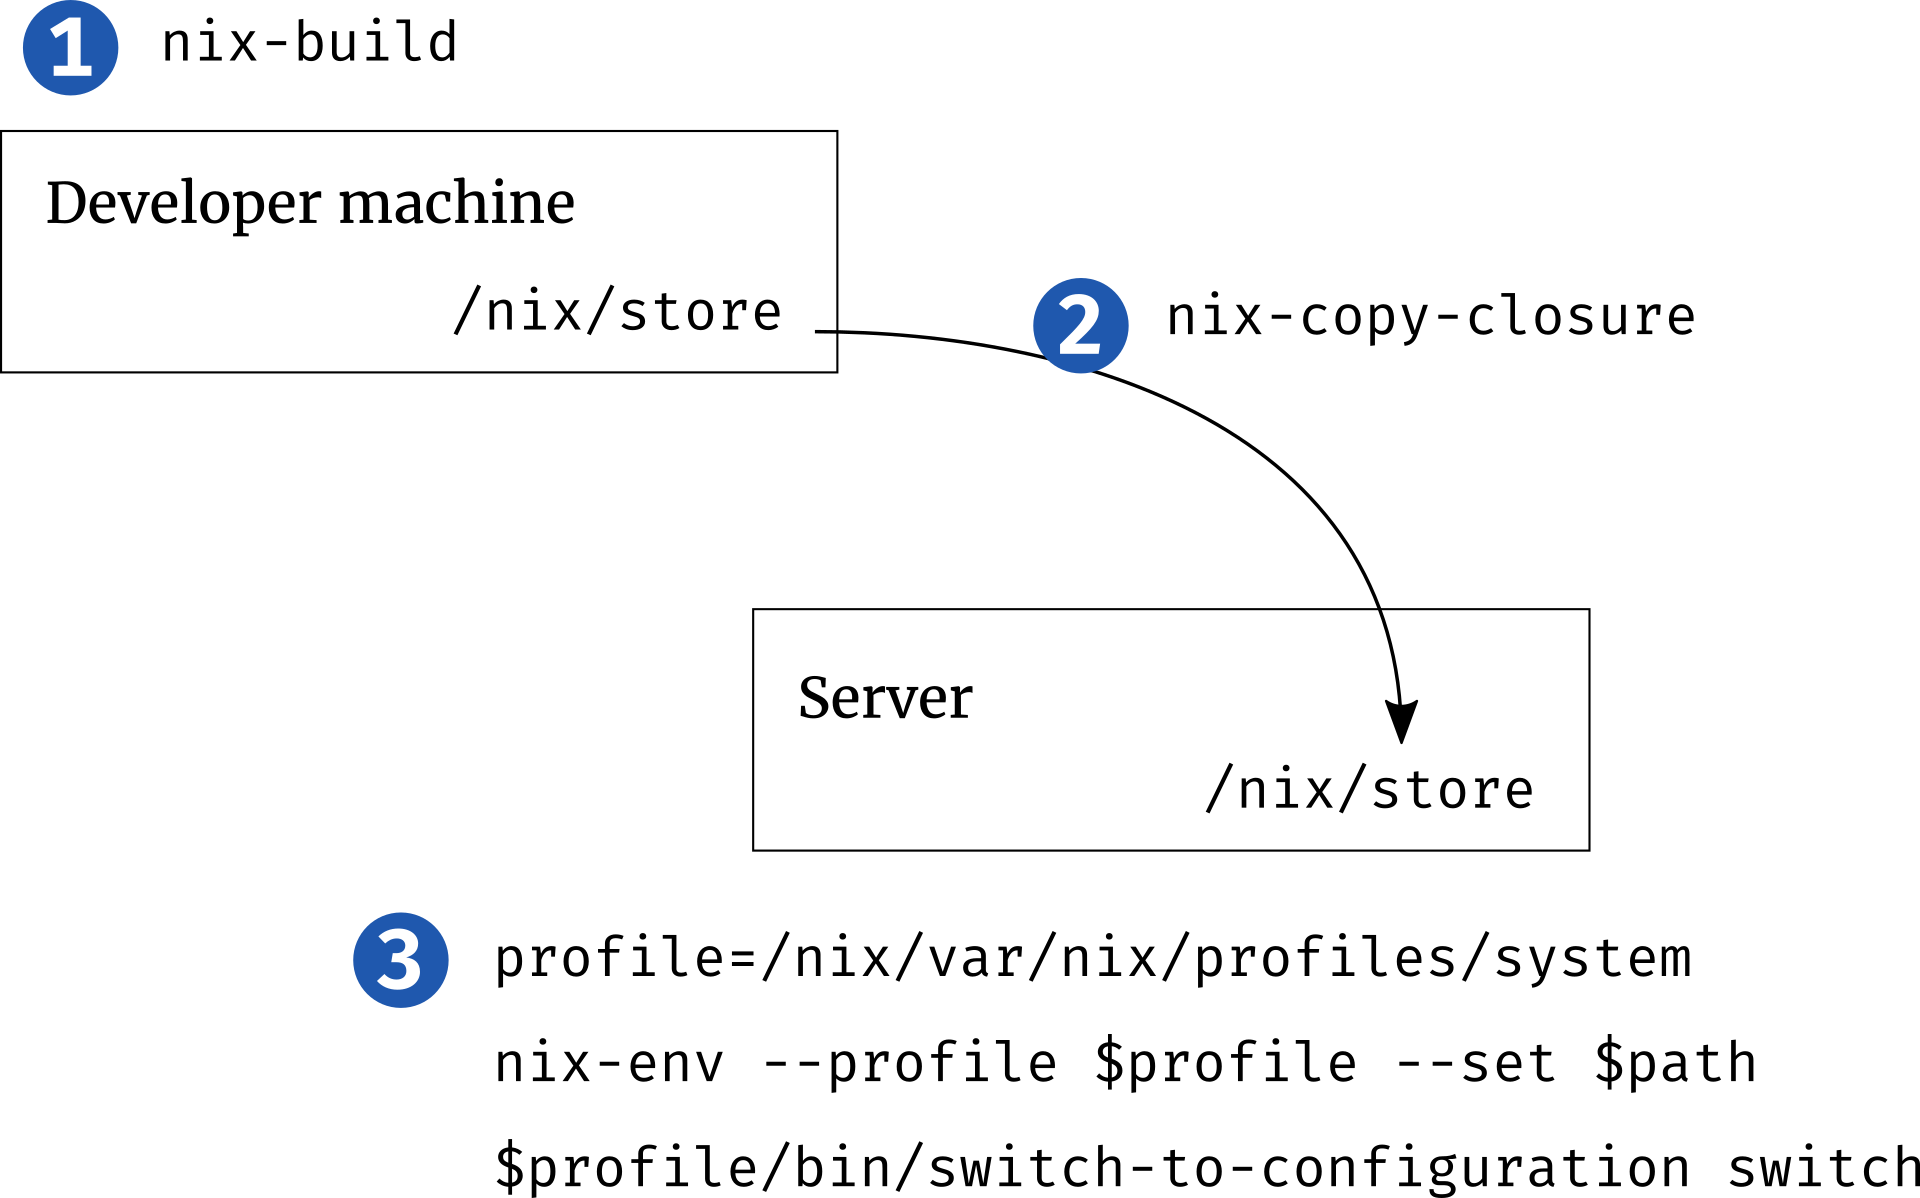 1 nix-build
Developer machine
/nix/store
2 nix-copy-closure
Server
/nix/store
3 profile=/nix/var/nix/profiles/system
nix-env --profile $profile --set $path
$profile/bin/switch-to-configuration switch